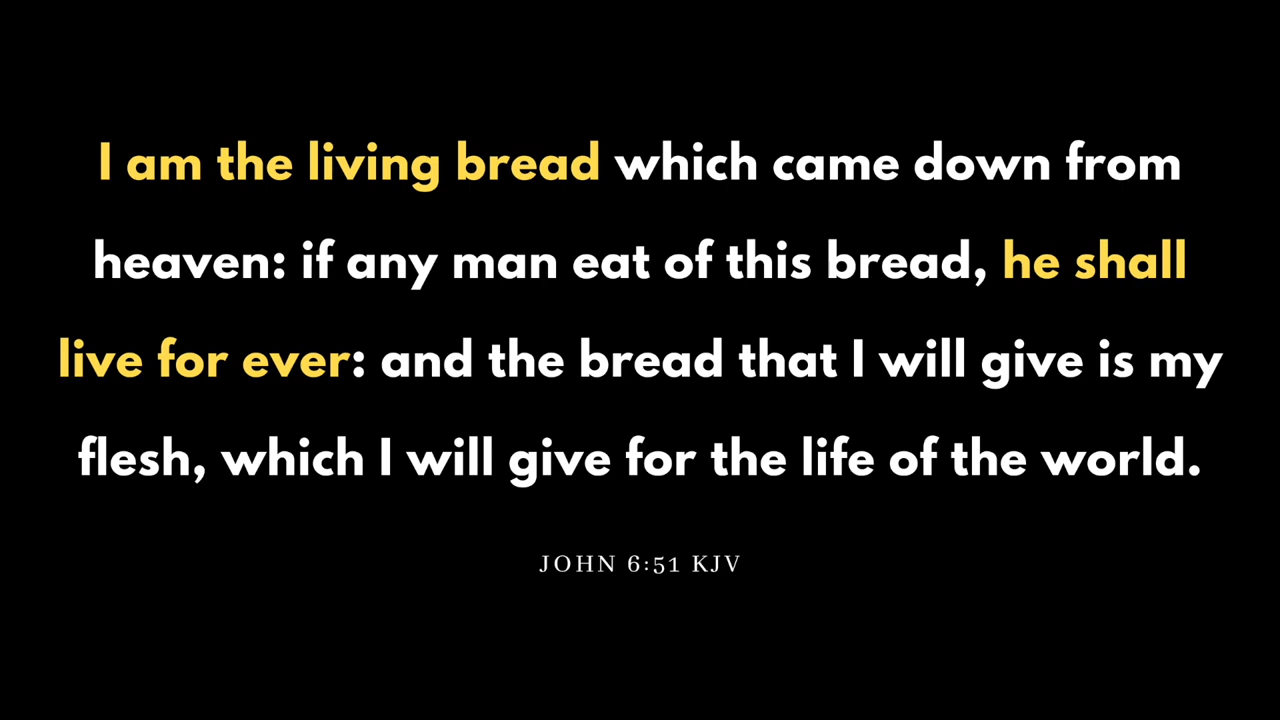 I am the living bread which came down from
heaven: if any man eat of this bread, he shall
live for ever: and the bread that I will give is my
flesh, which I will give for the life of the world.
JOHN 6:51 KJV